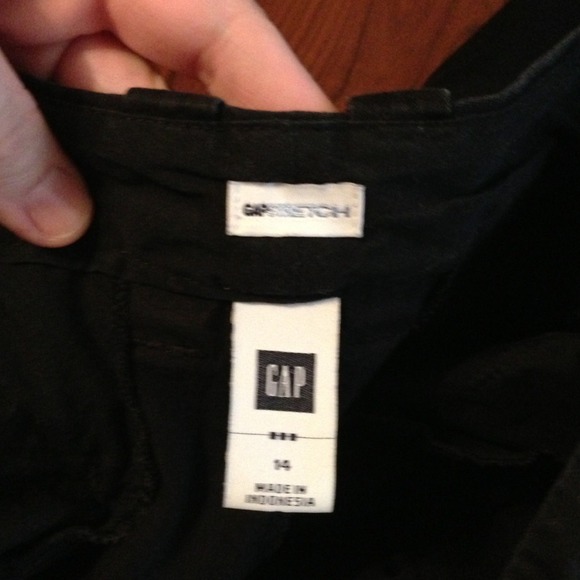 GAPSTRETCH
GAP
14
MADE IN
INDONESIA